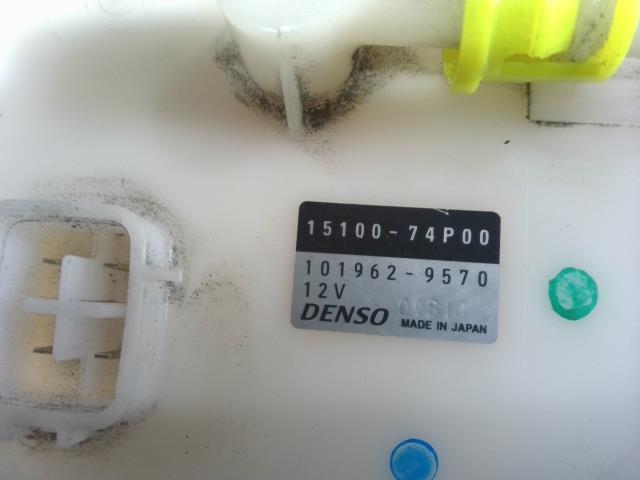 15100-74P00
101962-9570
12V
DENSO
MADE IN JAPAN